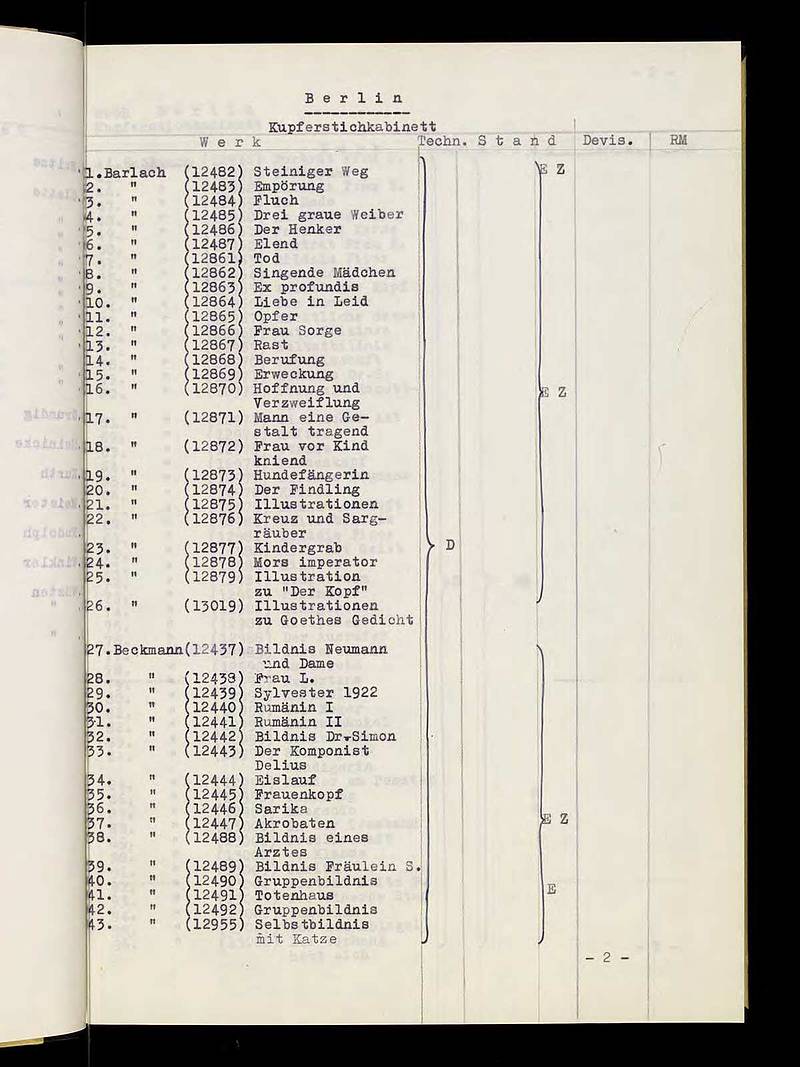 B e r l i n
Kupferstichkabinett
W e r k Techn. S t a n d Devis. RM
1.Barlach (12482) Steiniger Weg E Z
2. " (12483) Empörung
3. " (12484) Fluch
4. " (12485) Drei graue Weiber
5. " (12486) Der Henker
6. " (12487) Elend
7. " (12861) Tod
8. " (12862) Singende Mädchen
9. " (12863) Ex profundis
10. " (12864) Liebe in Leid
11. " (12865) Opfer
12. " (12866) Frau Sorge
13. " (12867) Rast
14. " (12868) Berufung
15. " (12869) Erweckung
16. " (12870) Hoffnung und E Z
Verzweiflung
17. " (12871) Mann eine Ge-
stalt tragend
18. " (12872) Frau vor Kind
kniend
19. " (12873) Hundefängerin
20. " (12874) Der Findling
21. " (12875) Illustrationen
22. " (12876) Kreuz und Sarg-
räuber
23. " (12877) Kindergrab D
24. " (12878) Mors imperator
25. " (12879) Illustration
zu "Der Kopf"
26. " (13019) Illustrationen
zu Goethes Gedicht
27.Beckmann(12437) Bildnis Neumann
und Dame
28. " (12438) Frau L.
29. " (12439) Sylvester 1922
30. " (12440) Rumänin I
31. " (12441) Rumänin II
32. " (12442) Bildnis Dr.Simon
33. " (12443) Der Komponist
Delius
34. " (12444) Eislauf
35. " (12445) Frauenkopf
36. " (12446) Sarika
37. " (12447) Akrobaten E Z
38. " (12488) Bildnis eines
Arztes
39. " (12489) Bildnis Fräulein S.
40. " (12490) Gruppenbildnis
41. " (12491) Totenhaus E
42. " (12492) Gruppenbildnis
43. " (12955) Selbstbildnis
mit Katze
- 2 -